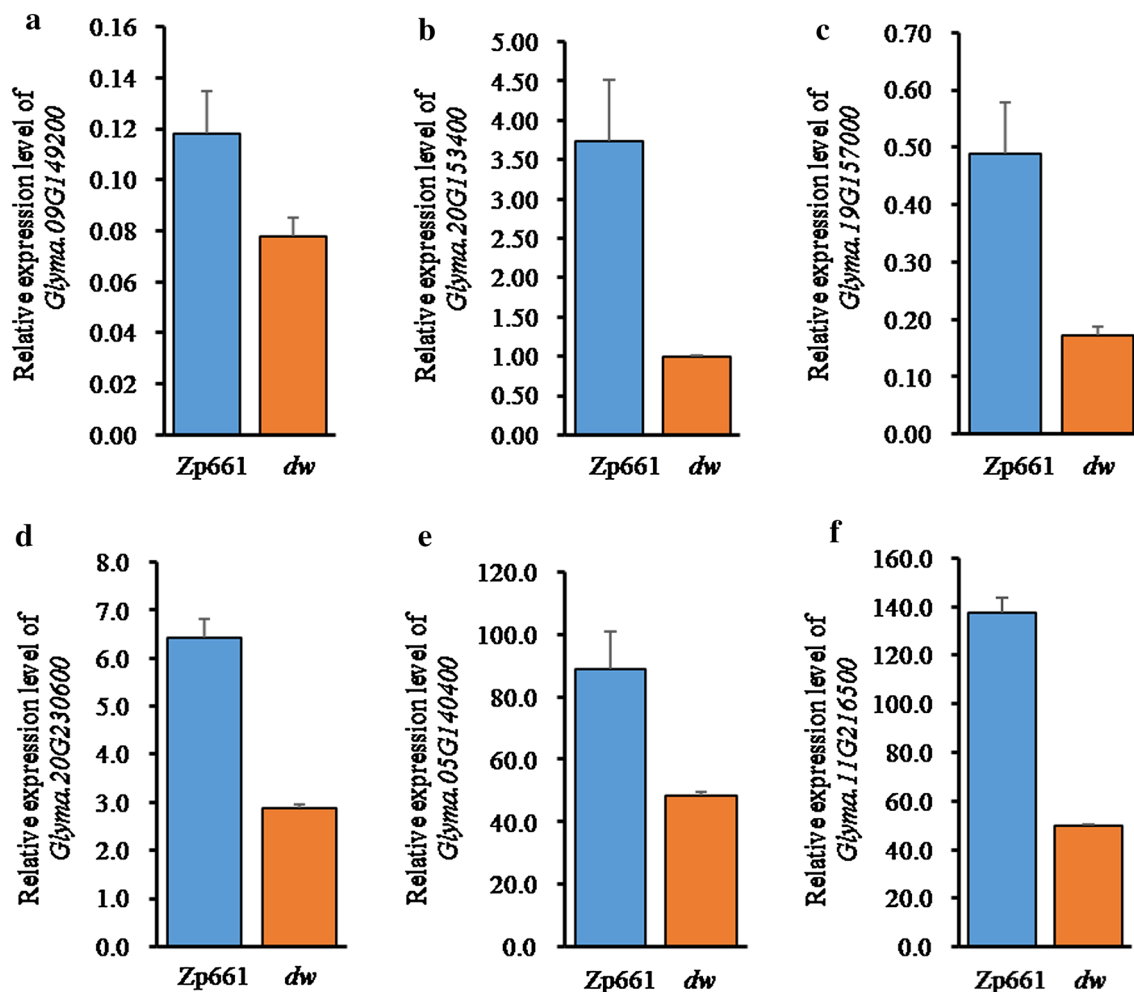 a
Relative expression level of
Glyma.09G149200
0.16
0.14
0.12
0.10
0.08
0.06
0.04
0.02
0.00
Zp661 dw
b
Relative expression level of
Glyma.20G153400
5.00
4.50
4.00
3.50
3.00
2.50
2.00
1.50
1.00
0.50
0.00
Zp661 dw
c
Relative expression level of
Glyma.19G157000
0.70
0.60
0.50
0.40
0.30
0.20
0.10
0.00
Zp661 dw
d
Relative expression level of
Glyma.20G230600
8.0
7.0
6.0
5.0
4.0
3.0
2.0
1.0
0.0
Zp661 dw
e
Relative expression level of
Glyma.05G140400
120.0
100.0
80.0
60.0
40.0
20.0
0.0
Zp661 dw
f
Relative expression level of
Glyma.11G216500
160.0
140.0
120.0
100.0
80.0
60.0
40.0
20.0
0.0
Zp661 dw